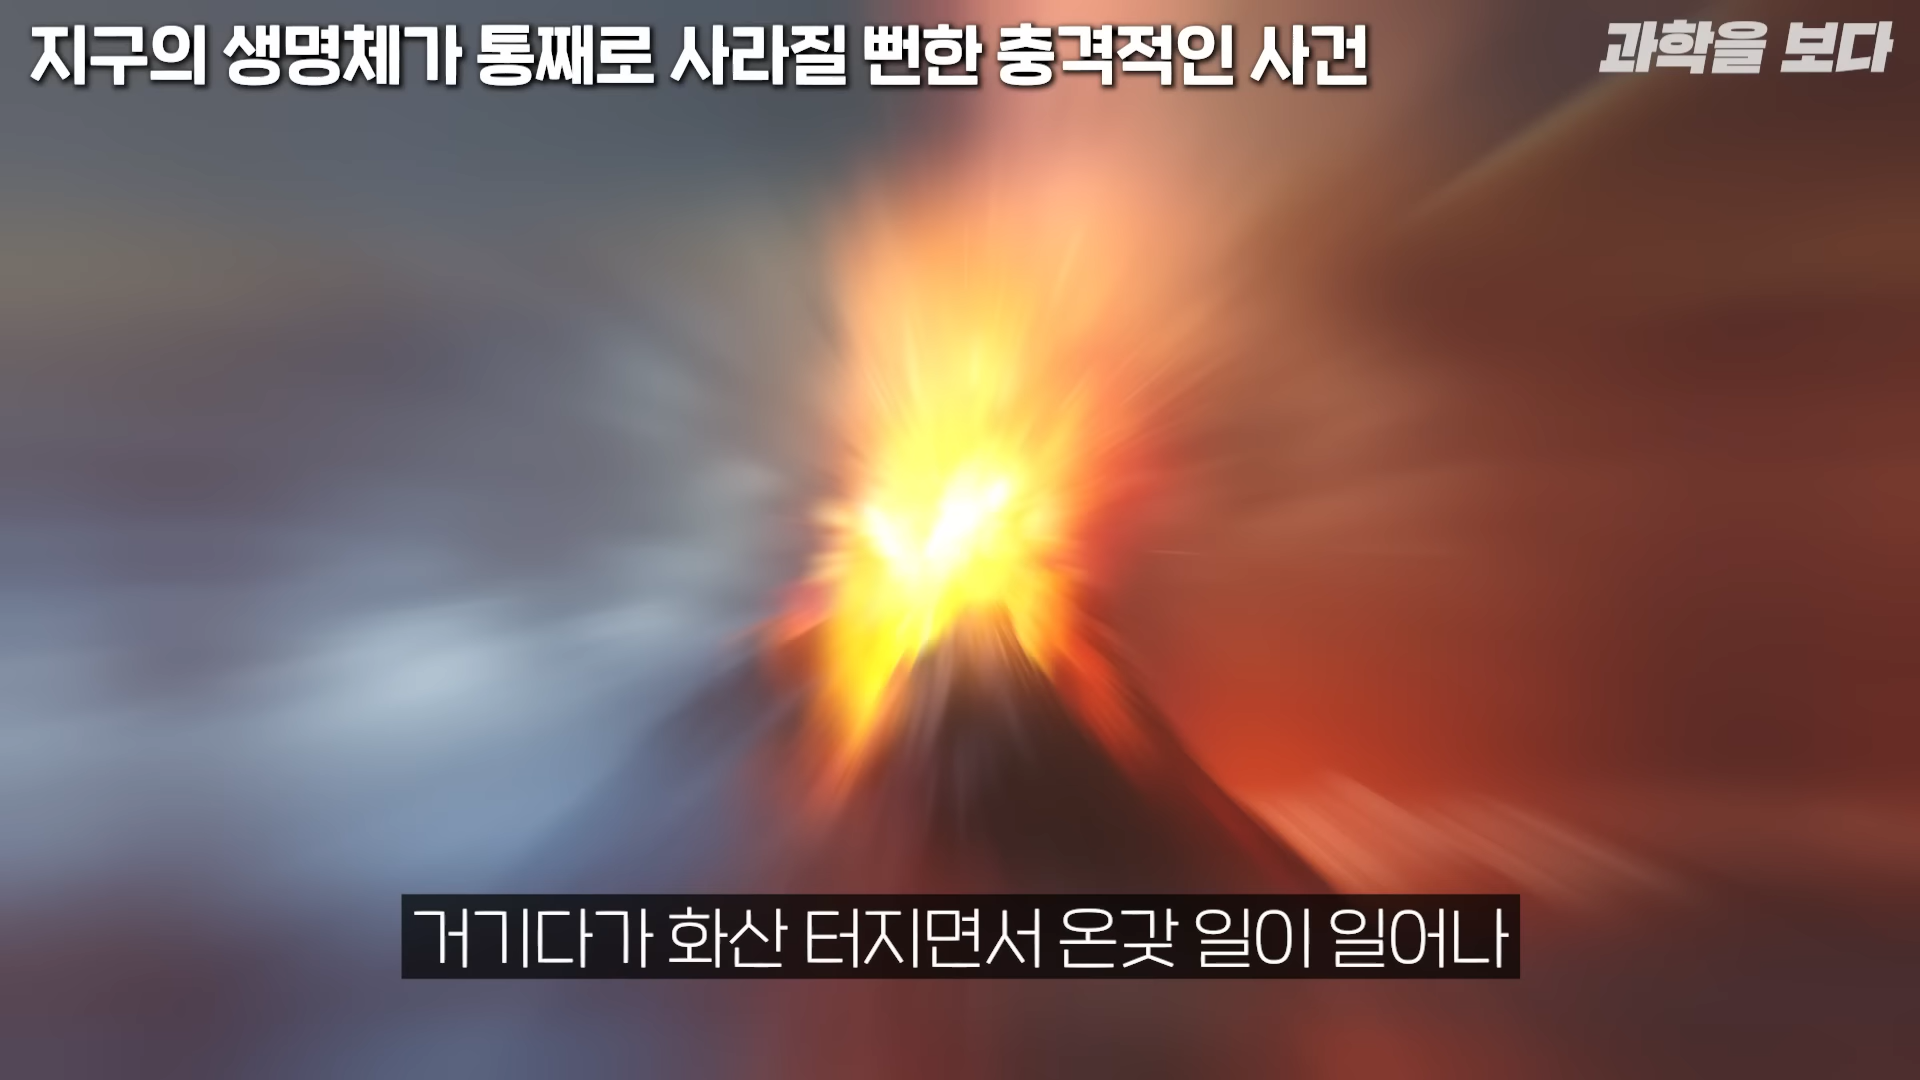 지구의 생명체가 통째로 사라질 뻔한 충격적인 사건
과학을 보다
거기다가 화산 터지면서 온갖 일이 일어나